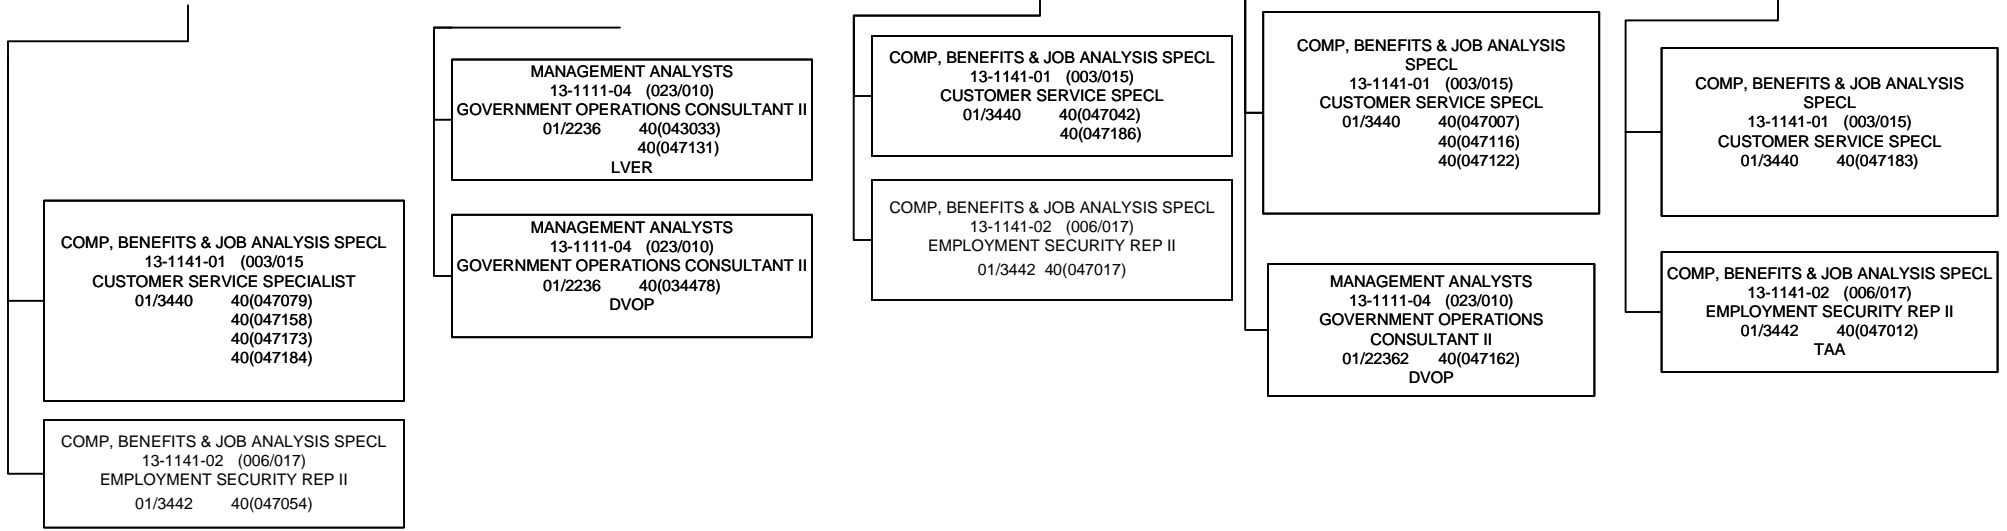 COMP, BENEFITS & JOB ANALYSIS SPECL
13-1141-01 (003/015
CUSTOMER SERVICE SPECIALIST
01/3440 40(047079)
40(047158)
40(047173)
40(047184)
COMP, BENEFITS & JOB ANALYSIS SPECL
13-1141-02 (006/017)
EMPLOYMENT SECURITY REP II
01/3442 40(047054)
MANAGEMENT ANALYSTS
13-1111-04 (023/010)
GOVERNMENT OPERATIONS CONSULTANT II
01/2236 40(043033)
40(047131)
LVER
MANAGEMENT ANALYSTS
13-1111-04 (023/010)
GOVERNMENT OPERATIONS CONSULTANT II
01/2236 40(034478)
DVOP
COMP, BENEFITS & JOB ANALYSIS SPECL
13-1141-01 (003/015)
CUSTOMER SERVICE SPECL
01/3440 40(047042)
40(047186)
COMP, BENEFITS & JOB ANALYSIS SPECL
13-1141-02 (006/017)
EMPLOYMENT SECURITY REP II
01/3442 40(047017)
COMP, BENEFITS & JOB ANALYSIS
SPECL
13-1141-01 (003/015)
CUSTOMER SERVICE SPECL
01/3440 40(047007)
40(047116)
40(047122)
MANAGEMENT ANALYSTS
13-1111-04 (023/010)
GOVERNMENT OPERATIONS
CONSULTANT II
01/22362 40(047162)
DVOP
COMP, BENEFITS & JOB ANALYSIS
SPECL
13-1141-01 (003/015)
CUSTOMER SERVICE SPECL
01/3440 40(047183)
COMP, BENEFITS & JOB ANALYSIS SPECL
13-1141-02 (006/017)
EMPLOYMENT SECURITY REP II
01/3442 40(047012)
TAA